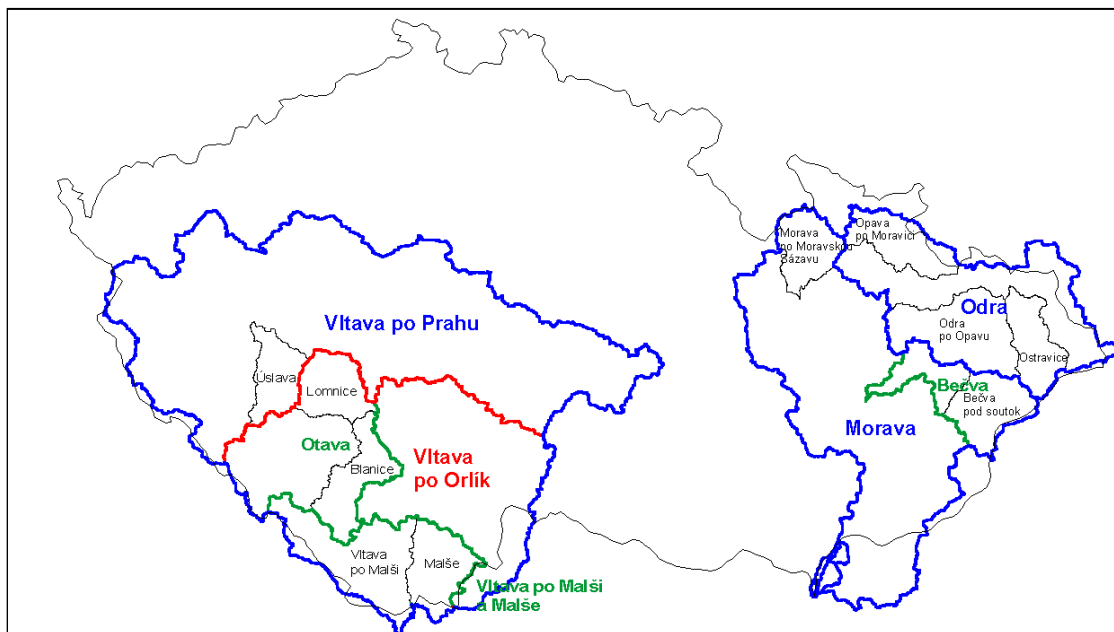 Morava
po Moravskou
Sázavu
Opava
po Moravici
Odra
Odra
po Opavu
Ostravice
Bečva
Bečva
pod soutok
Morava
Vltava po Prahu
Úslava
Lomnice
Otava
Blanice
Vltava
po Orlík
Vltava
po Malši
Malše
Vltava po Malši
a Malše